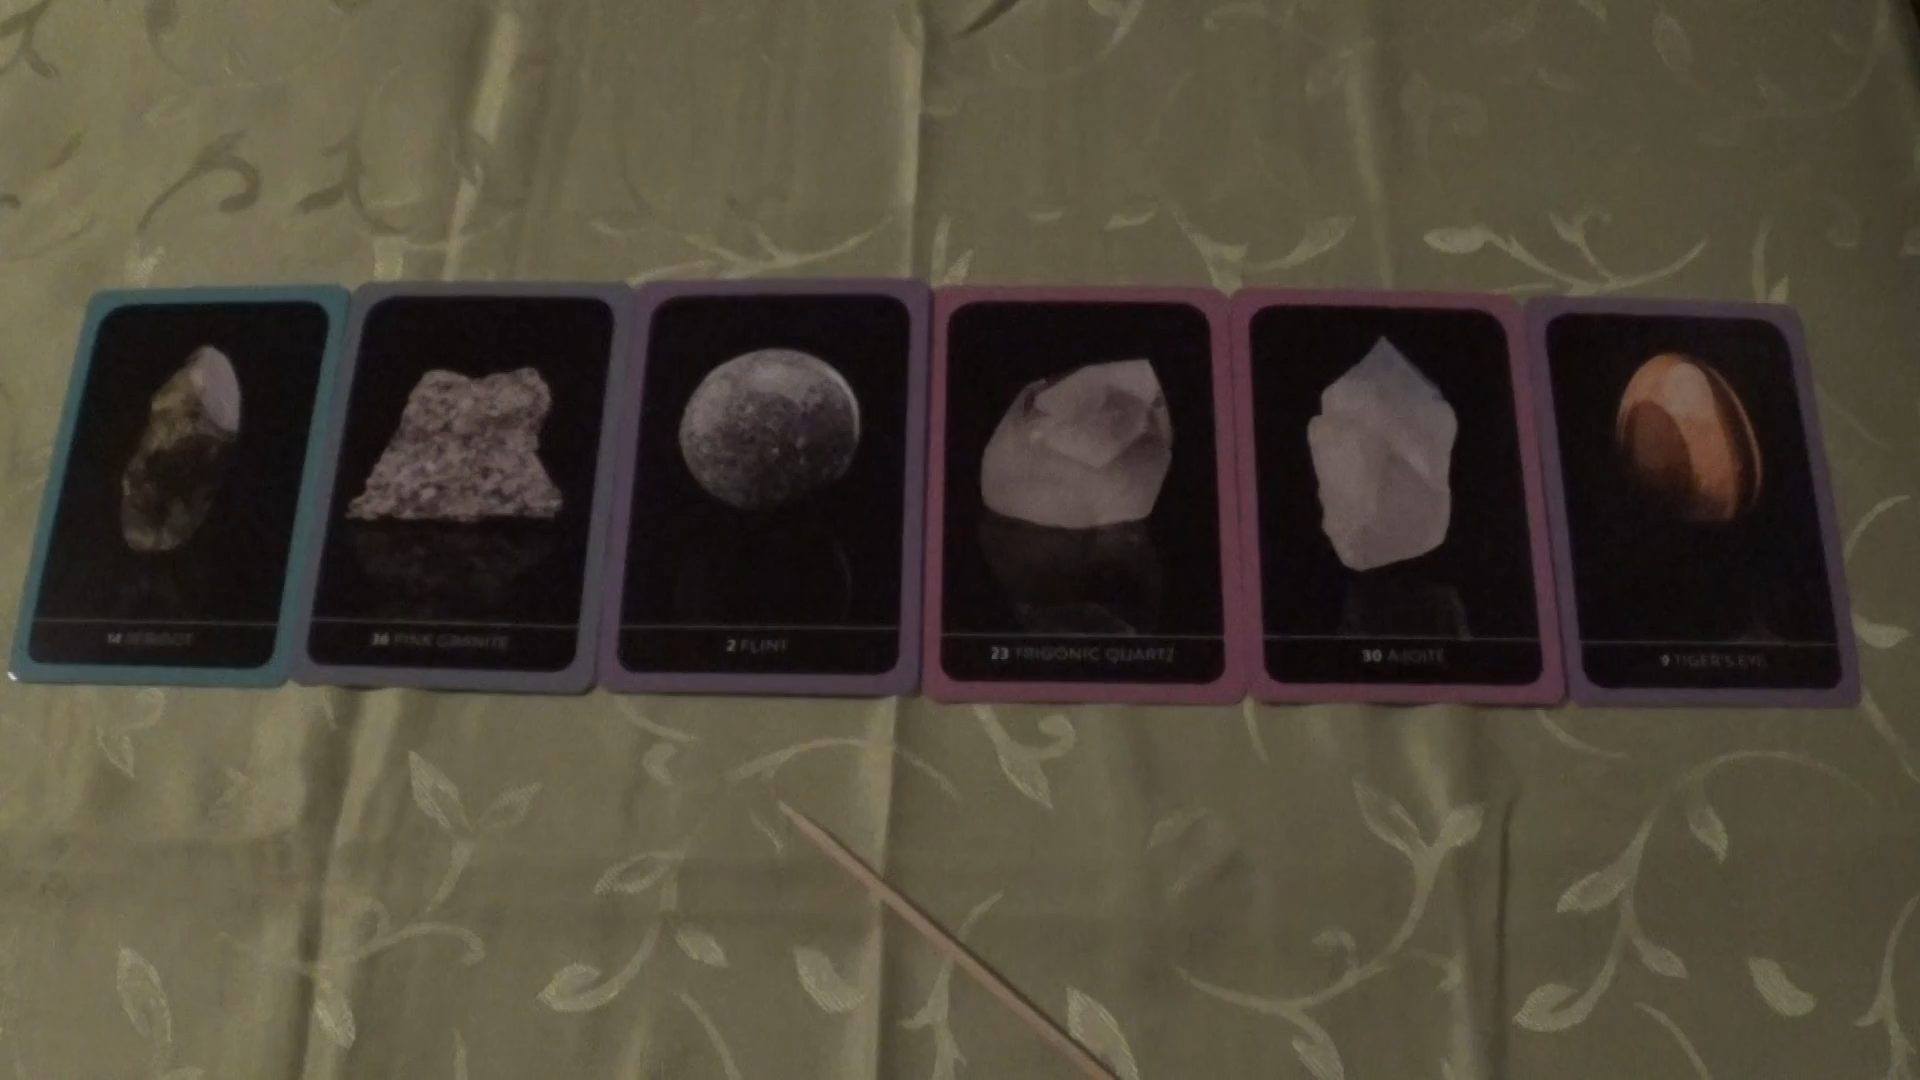 14 PERIDOT
36 PINK GRANITE
2 FLINT
23 TRIGONIC QUARTZ
30 AJOITE
9 TIGER'S EYE